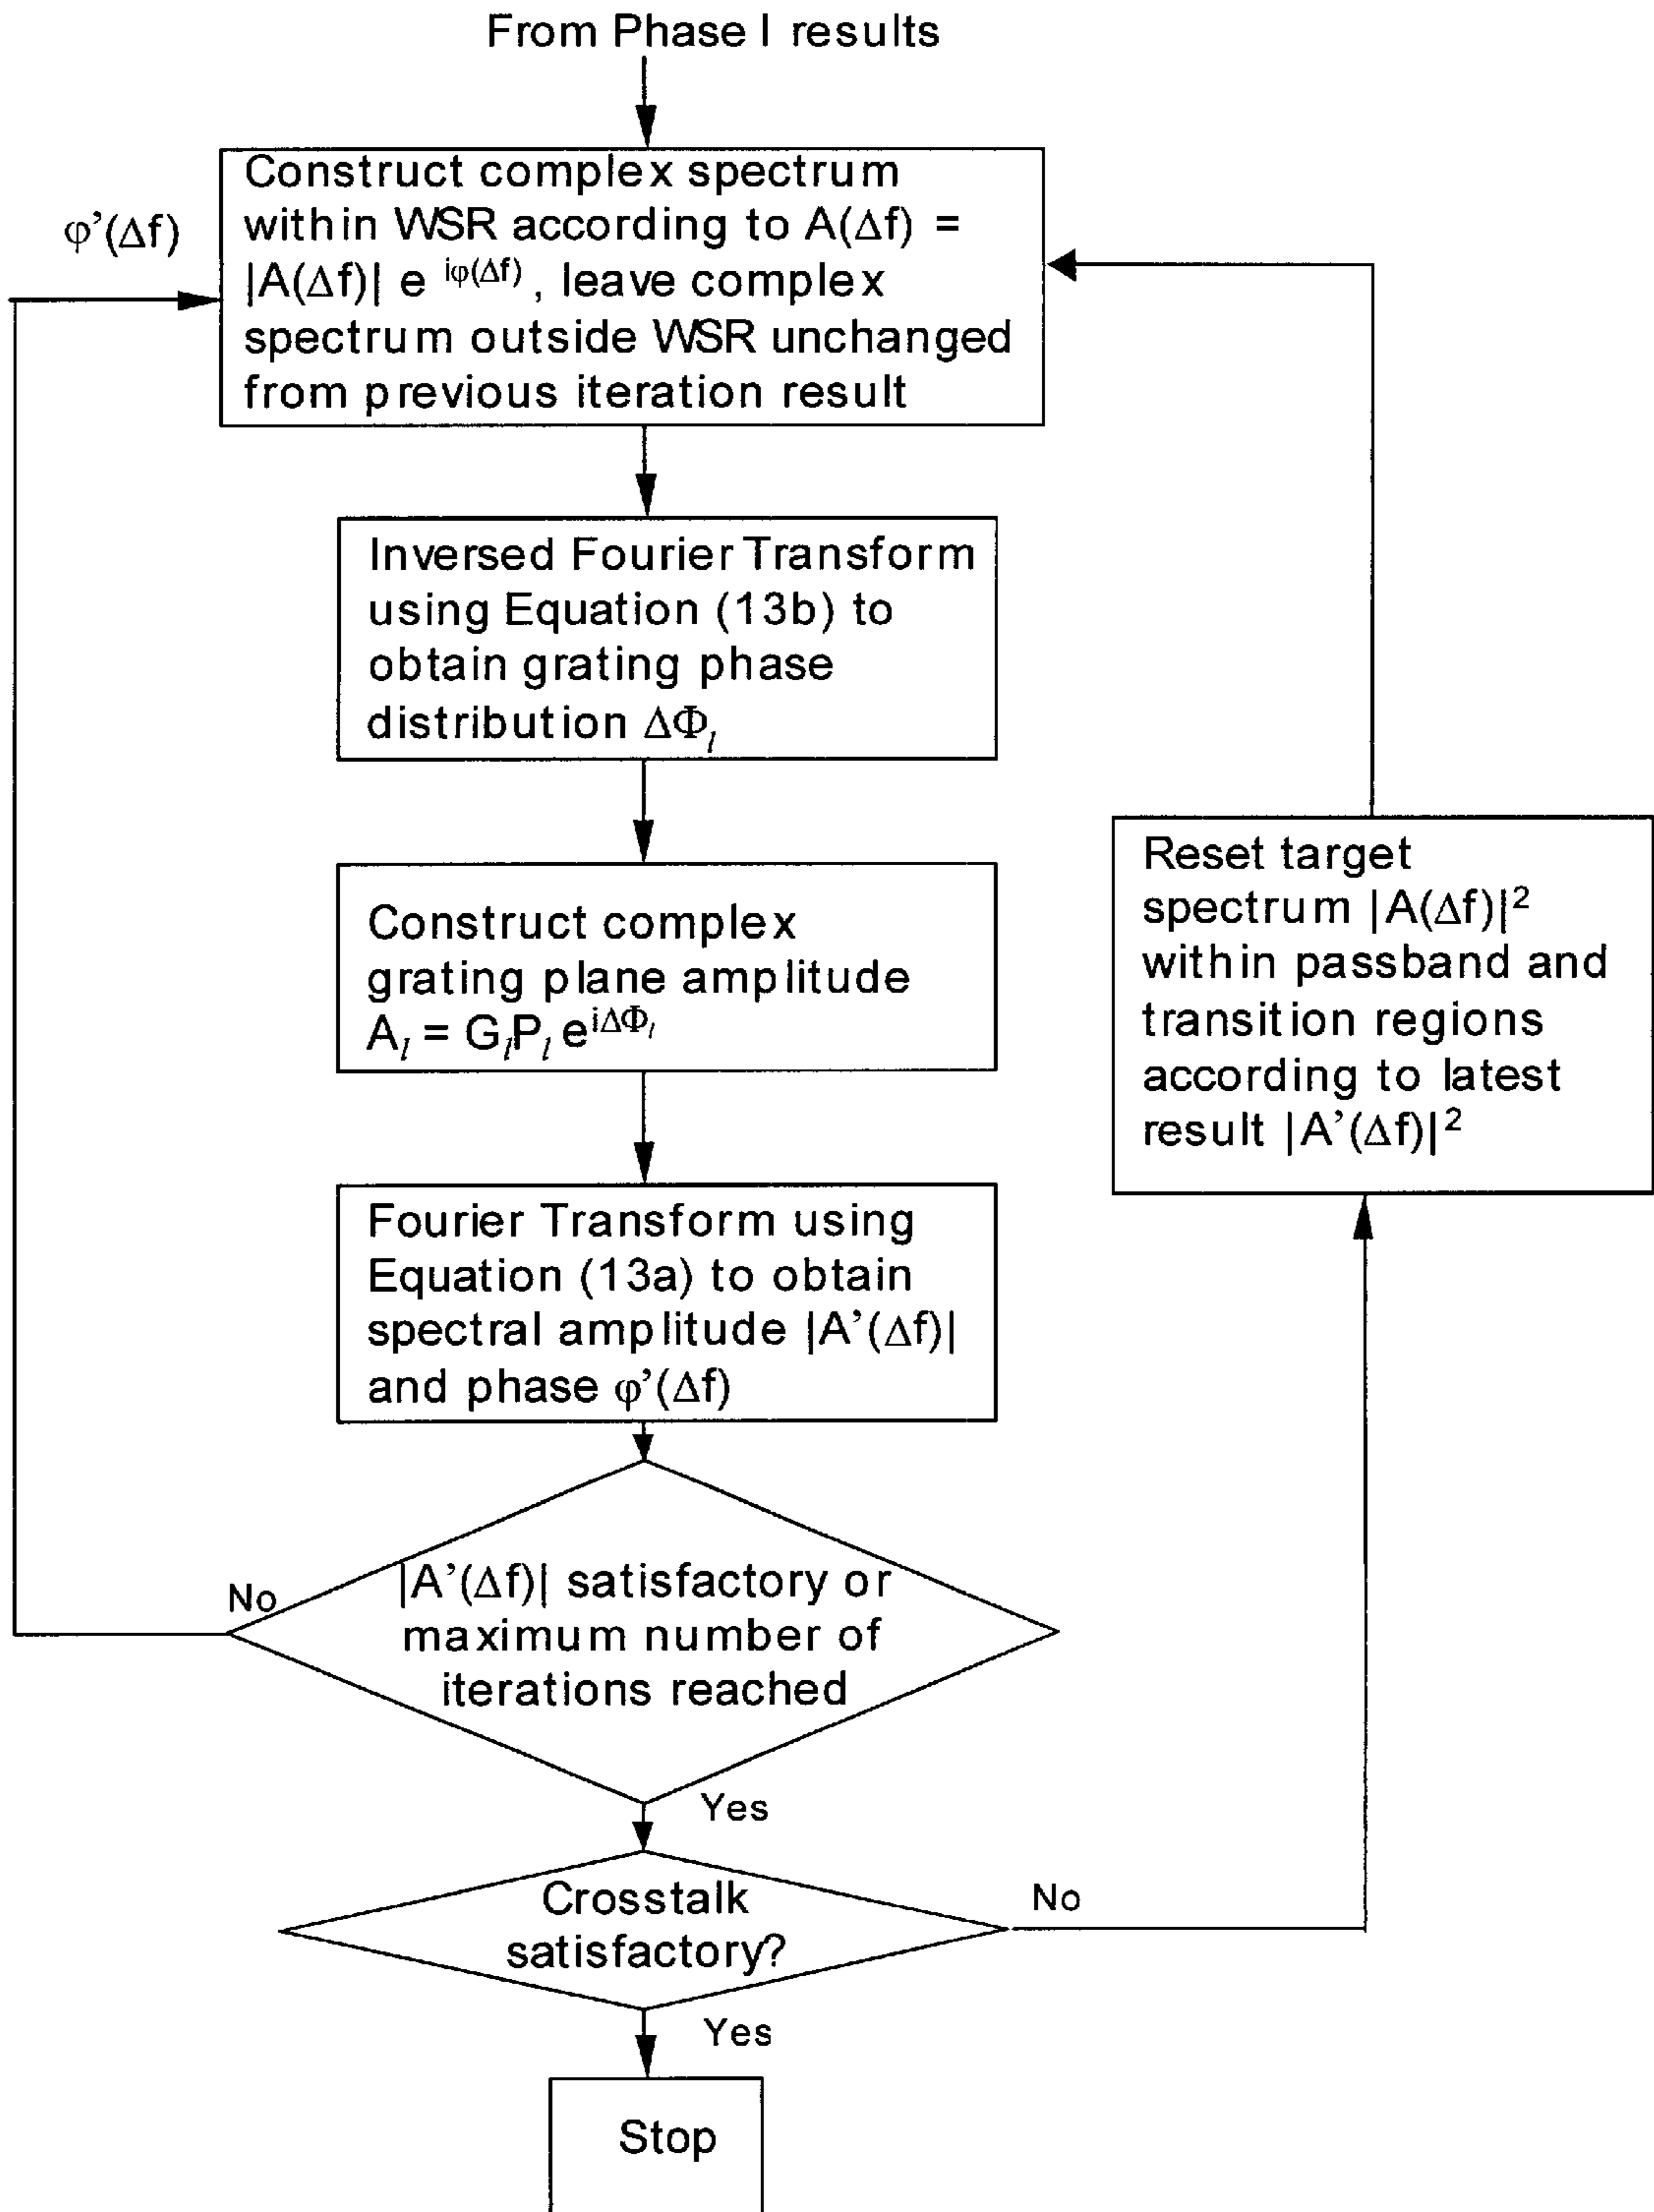 From Phase I results
φ’(Δf)
Construct complex spectrum
within WSR according to A(Δf) =
|A(Δf)| e iφ(Δf) , leave complex
spectrum outside WSR unchanged
from previous iteration result
Inversed Fourier Transform
using Equation (13b) to
obtain grating phase
distribution ΔΦl
Construct complex
grating plane amplitude
Al = GlPl eiΔΦl
Reset target
spectrum |A(Δf)|²
within passband and
transition regions
according to latest
result |A’(Δf)|²
Fourier Transform using
Equation (13a) to obtain
spectral amplitude |A’(Δf)|
and phase φ’(Δf)
No
|A’(Δf)| satisfactory or
maximum number of
iterations reached
Yes
Crosstalk
satisfactory?
No
Yes
Stop